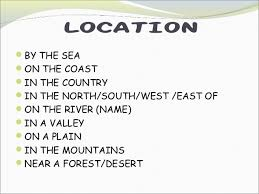 LOCATION
BY THE SEA
ON THE COAST
IN THE COUNTRY
IN THE NORTH/SOUTH/WEST /EAST OF
ON THE RIVER (NAME)
IN A VALLEY
ON A PLAIN
IN THE MOUNTAINS
NEAR A FOREST/DESERT